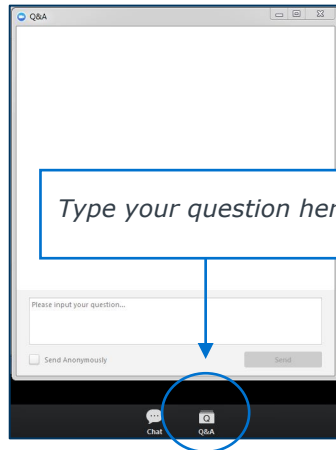 Q&A
Type your question her
Please input your question...
Send Anonymously
Send
Chat
Q
Q&A